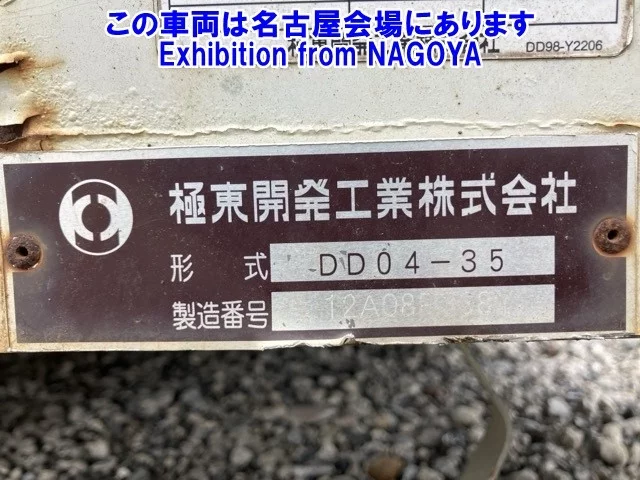 この車両は名古屋会場にあります
Exhibition from NAGOYA
DD98-Y2206
極東開発工業株式会社
形式 DD04-35
製造番号 12A08